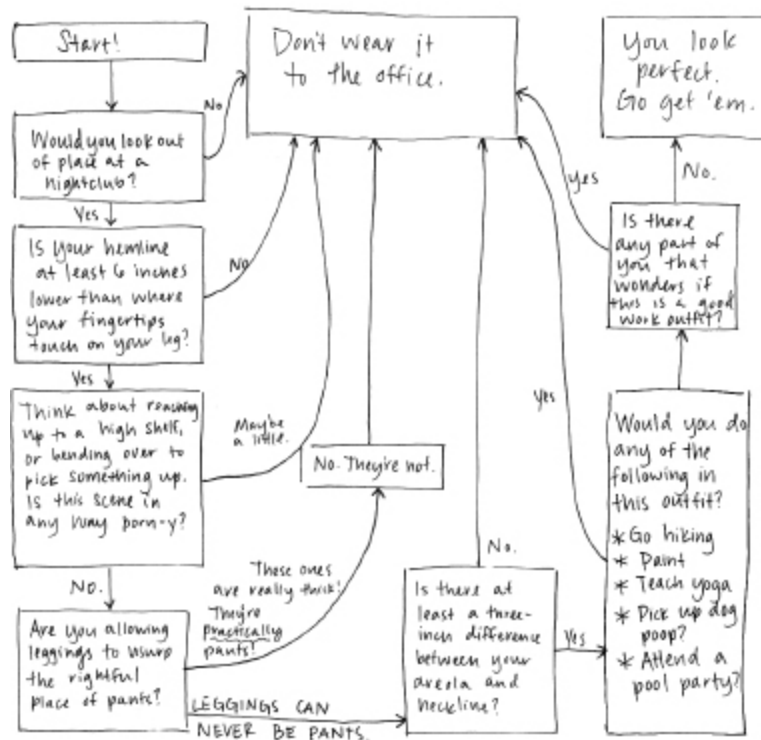 Start!
No
Would you look out
of place at a
nightclub?
Yes
Is your hemline
at least 6 inches
lower than where
your fingertips
touch on your leg?
No
Yes
Think about reaching
up to a high shelf,
or bending over to
pick something up.
Is this scene in
any way porn-y?
Maybe
a little.
No.
Are you allowing
leggings to usurp
the rightful
place of pants?
These ones
are really thick!
They're
practically
pants!
No. They're not.
LEGGINGS CAN
NEVER BE PANTS.
Is there at
least a three-
inch difference
between your
areola and
neckline?
No.
Yes
Would you do
any of the
following in
this outfit?
* Go hiking
* Paint
* Teach yoga
* Pick up dog
poop?
* Attend a
pool party?
Yes
Is there
any part of
you that
wonders if
this is a good
work outfit?
Yes
No.
Don't wear it
to the office.
You look
perfect.
Go get 'em.